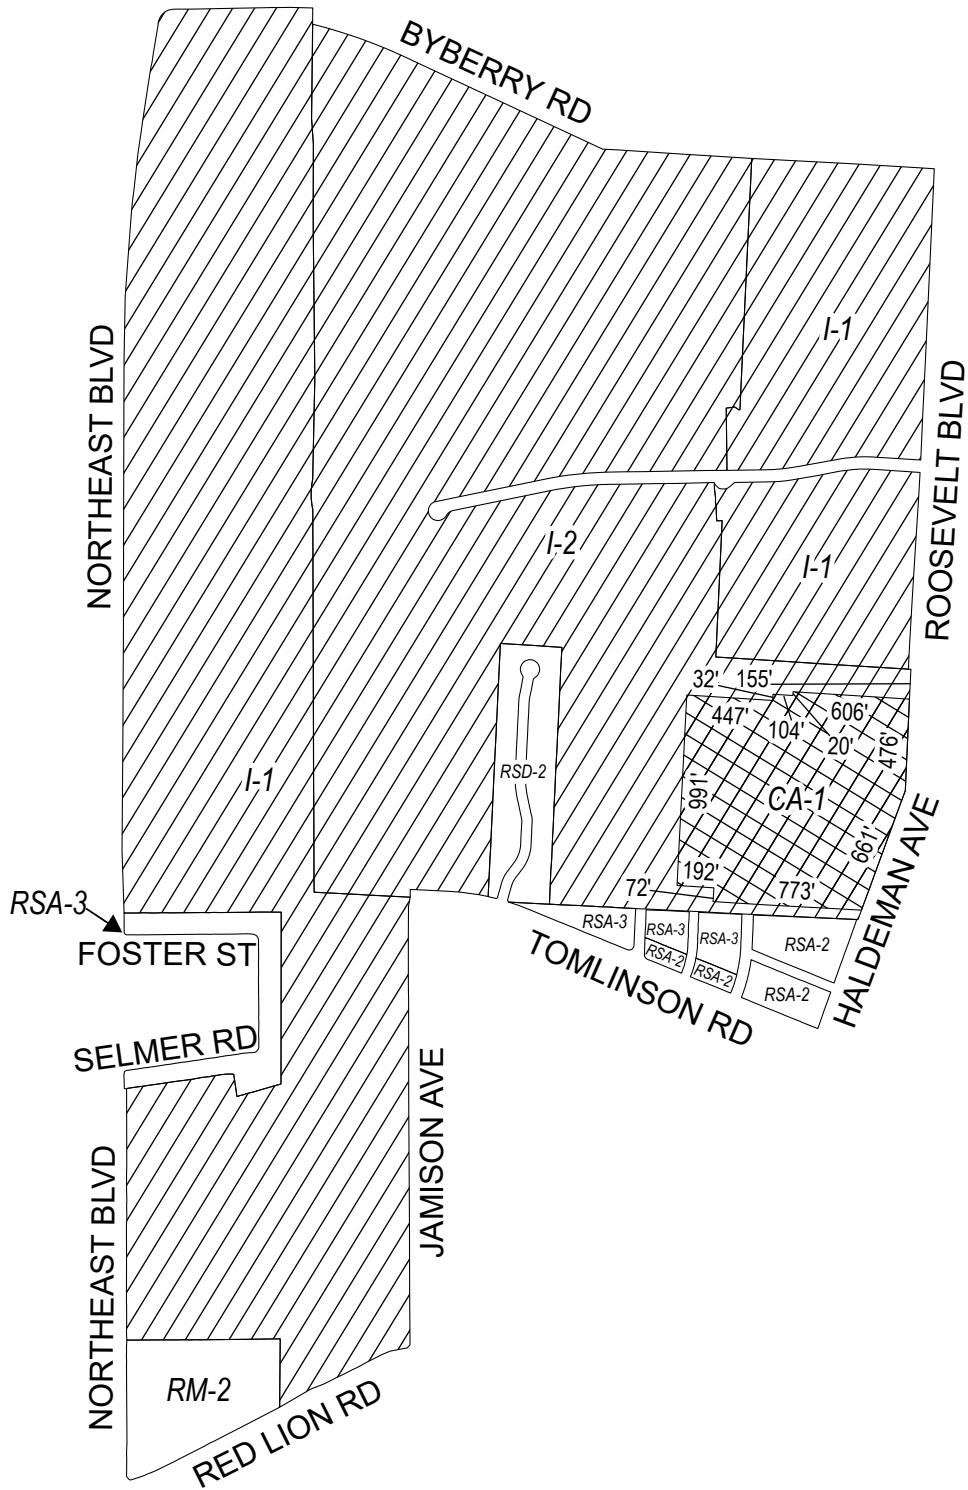 BYBERRY RD
I-1
NORTHEAST BLVD
ROOSEVELT BLVD
I-2
I-1
32' 155'
447' 104' 606'
20' 476'
RSD-2
I-1
991' CA-1
661'
HALDEMAN AVE
192' 773'
72'
RSA-3
RSA-3
RSA-3
RSA-3
RSA-2
FOSTER ST
TOMLINSON RD
RSA-2
RSA-2
RSA-2
SELMER RD
JAMISON AVE
NORTHEAST BLVD
RM-2
RED LION RD